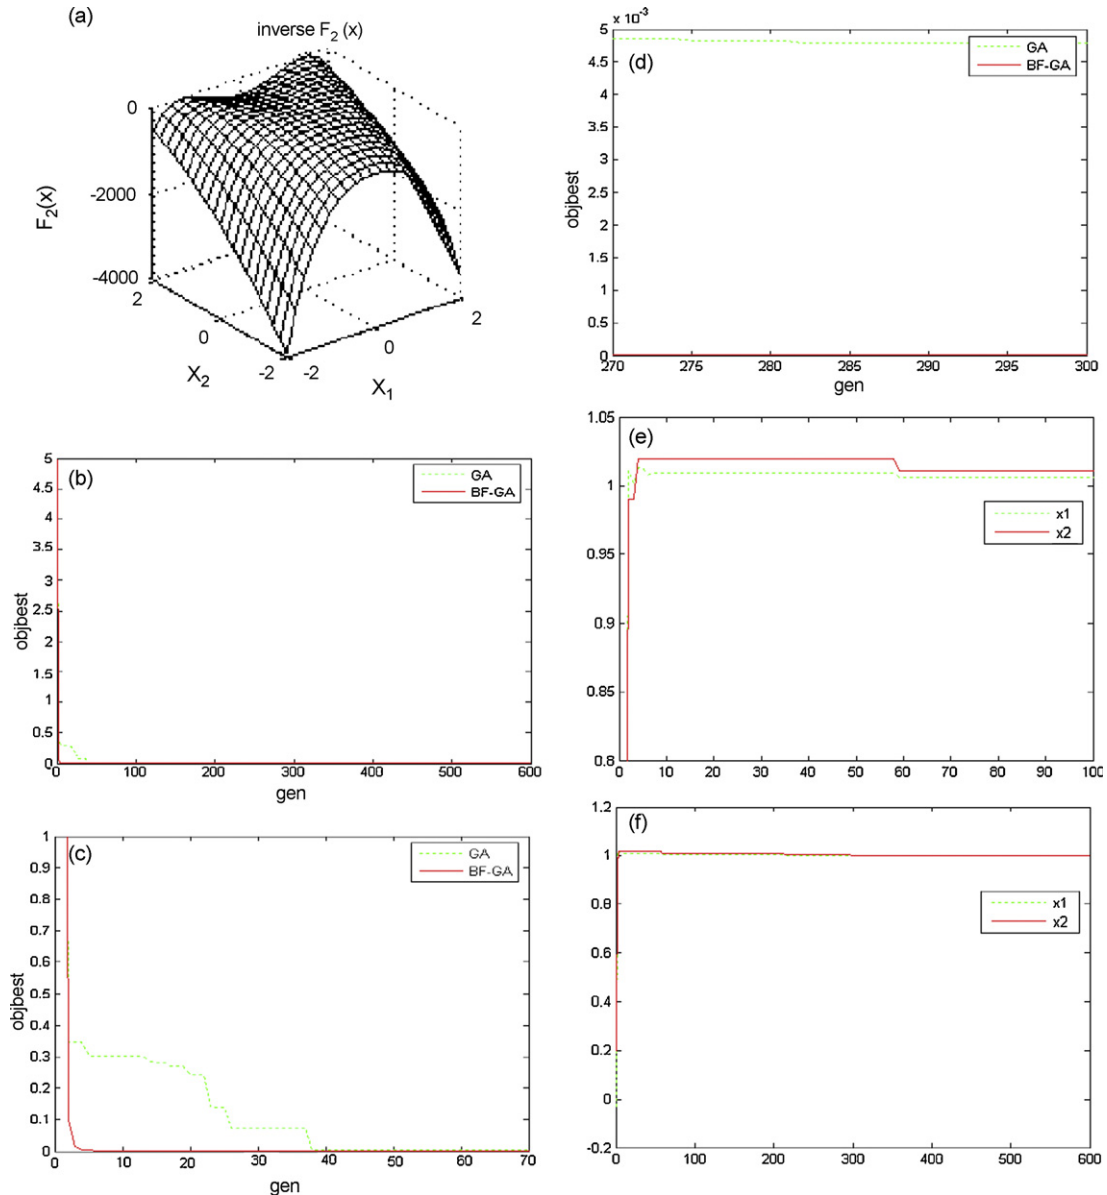 (a)
inverse F2 (x)
0
-2000
-4000
F2(x)
2
0
-2
X2
-2
0
2
X1
(b)
5
4.5
4
3.5
3
2.5
2
1.5
1
0.5
0
objbest
GA
BF-GA
0 100 200 300 400 500 600
gen
(c)
1
0.9
0.8
0.7
0.6
0.5
0.4
0.3
0.2
0.1
0
objbest
GA
BF-GA
0 10 20 30 40 50 60 70
gen
x 10-3
(d)
5
4.5
4
3.5
3
2.5
2
1.5
1
0.5
0
objbest
GA
BF-GA
270 275 280 285 290 295 300
gen
(e)
1.05
1
0.95
0.9
0.85
0.8
x1
x2
0 10 20 30 40 50 60 70 80 90 100
(f)
1.2
1
0.8
0.6
0.4
0.2
0
-0.2
x1
x2
0 100 200 300 400 500 600